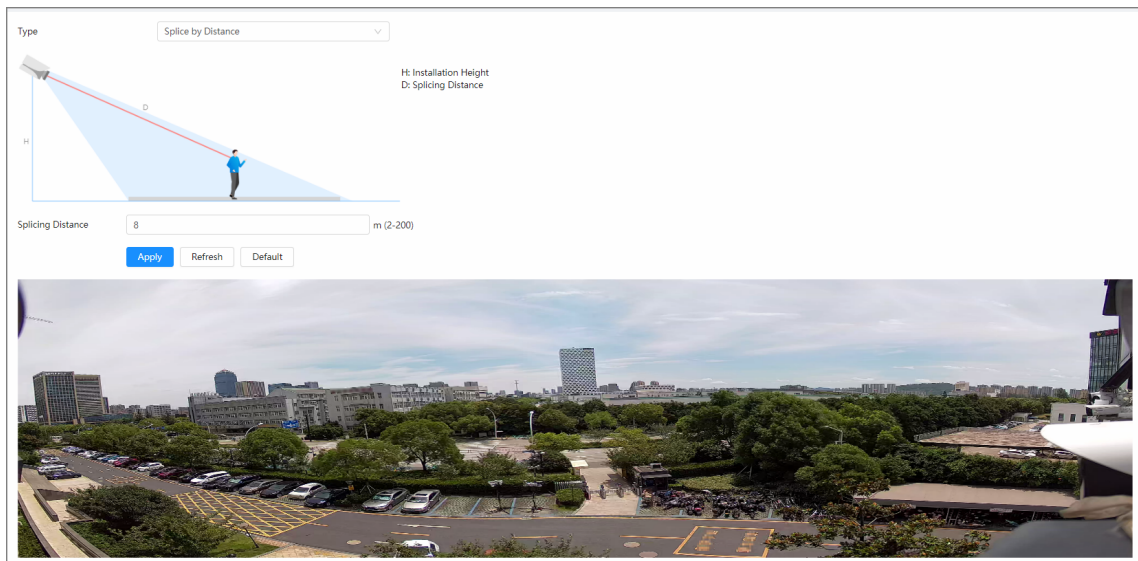 Type Splice by Distance
H: Installation Height
D: Splicing Distance
D
H
Splicing Distance 8 m (2-200)
Apply Refresh Default